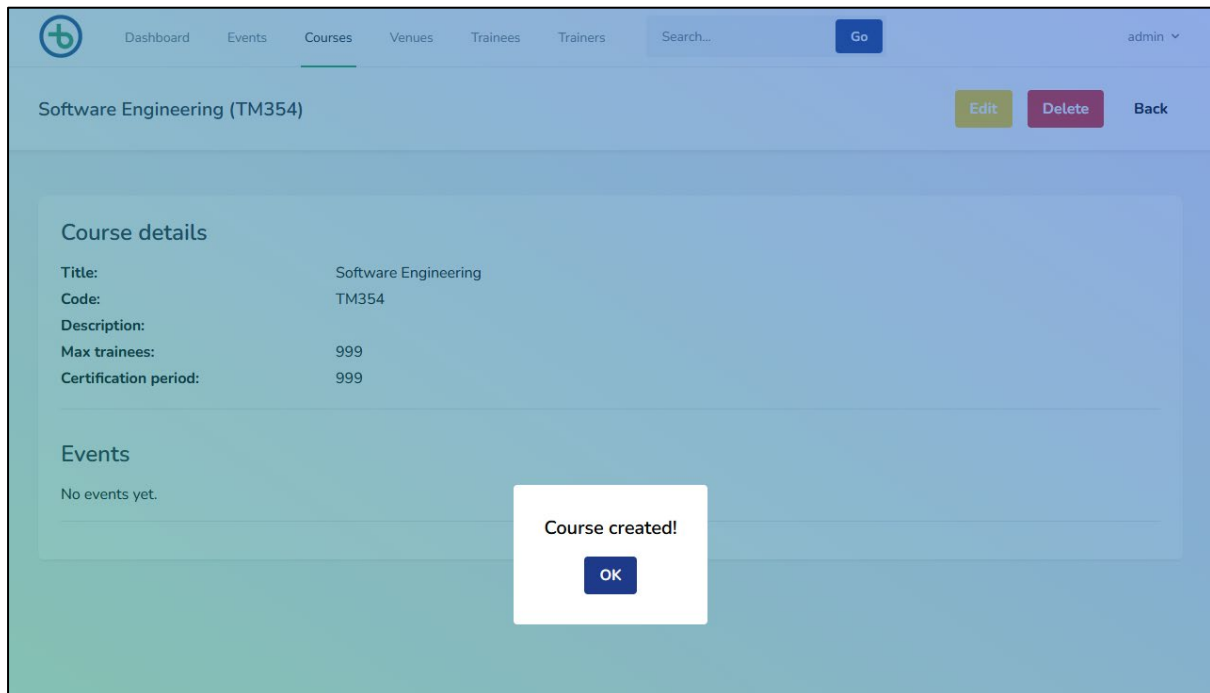 Dashboard Events Courses Venues Trainees Trainers Search... Go admin
Software Engineering (TM354) Edit Delete Back
Course details
Title: Software Engineering
Code: TM354
Description:
Max trainees: 999
Certification period: 999
Events
No events yet.
Course created!
OK